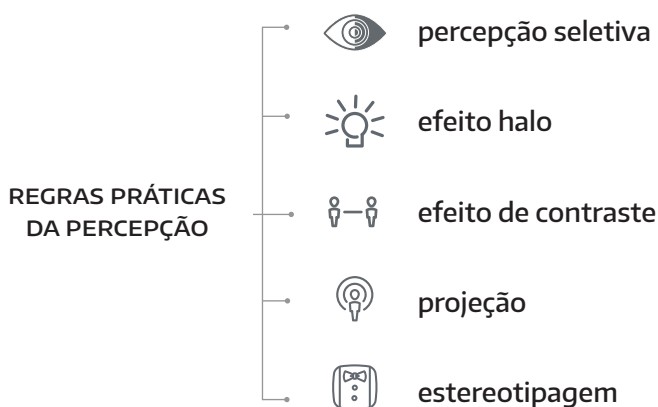 percepção seletiva
efeito halo
REGRAS PRÁTICAS
DA PERCEPÇÃO
efeito de contraste
projeção
estereotipagem